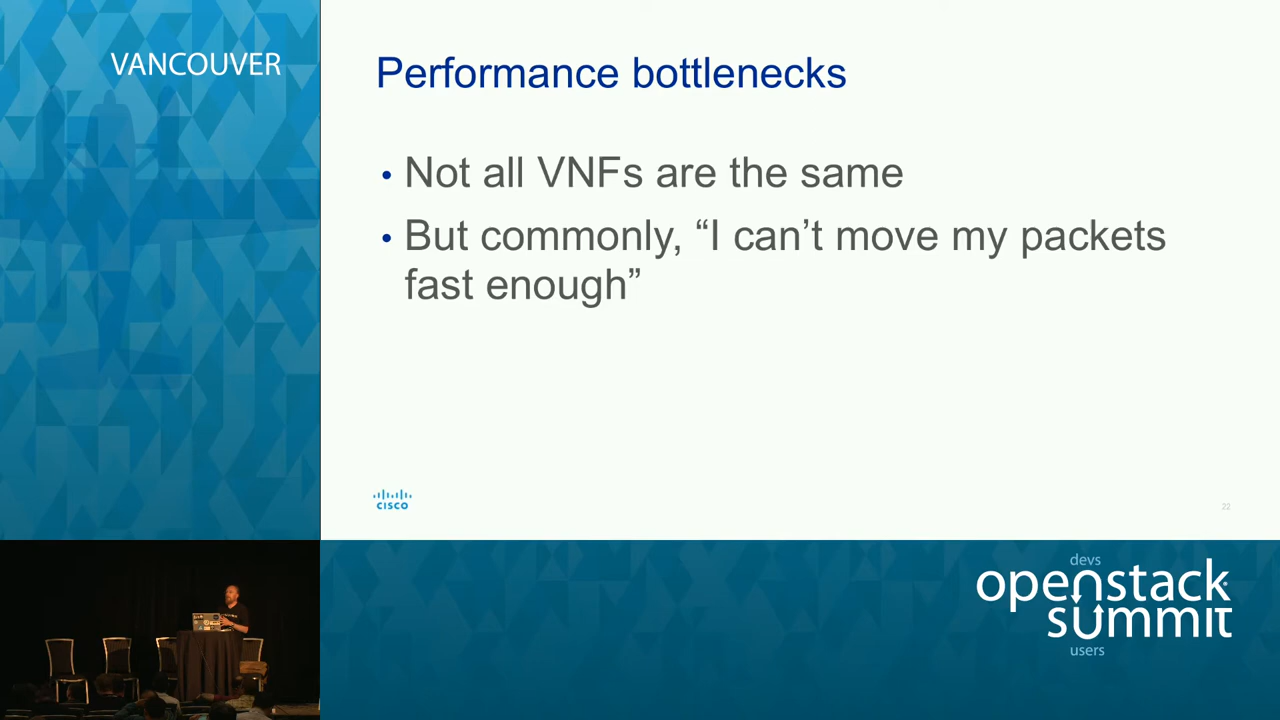 VANCOUVER
Performance bottlenecks
• Not all VNFs are the same
• But commonly, “I can’t move my packets
fast enough”
CISCO
22
devs
openstack
summit
users